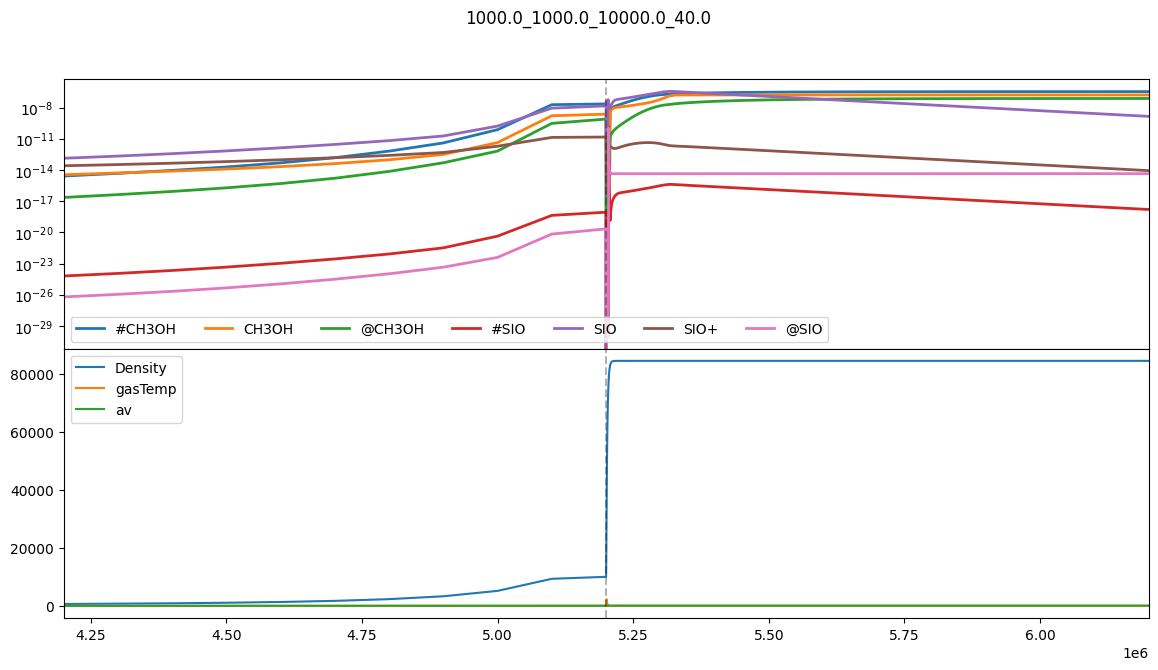 1000.0_1000.0_10000.0_40.0
10⁻⁸
10⁻¹¹
10⁻¹⁴
10⁻¹⁷
10⁻²⁰
10⁻²³
10⁻²⁶
10⁻²⁹
#CH3OH CH3OH @CH3OH #SIO SIO SIO+ @SIO
Density
gasTemp
av
80000
60000
40000
20000
0
4.25 4.50 4.75 5.00 5.25 5.50 5.75 6.00
1e6